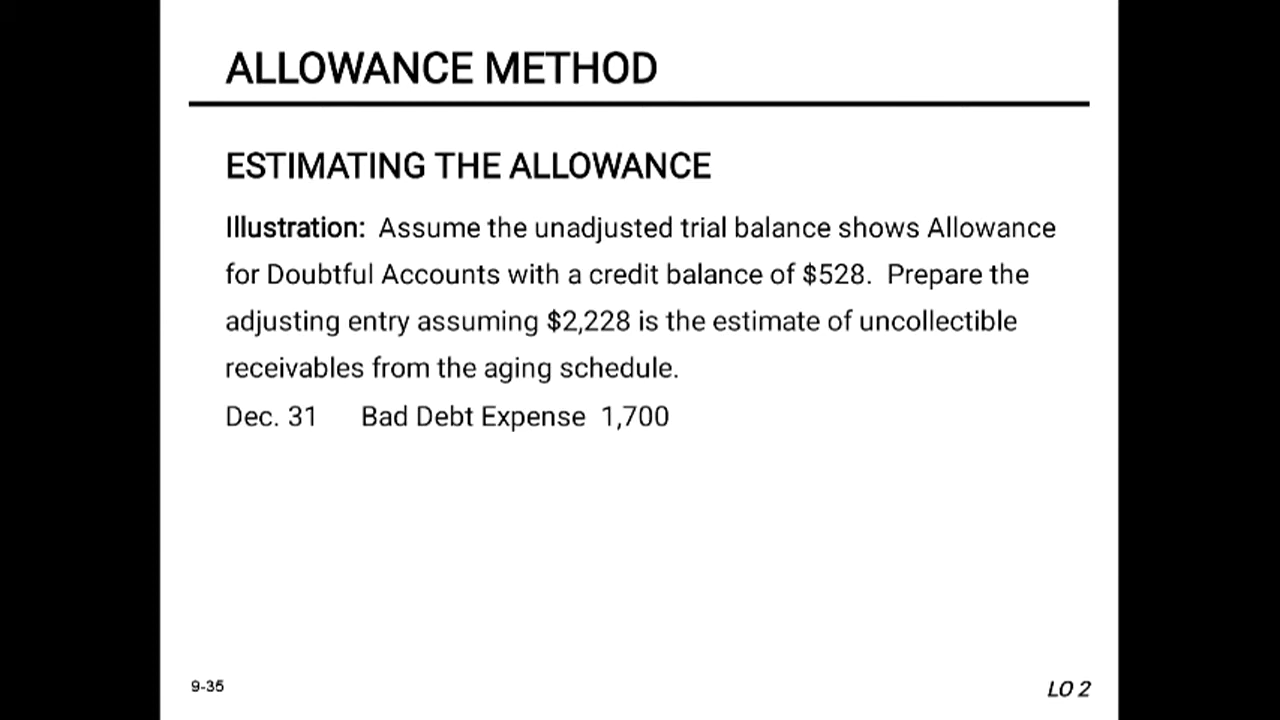 ALLOWANCE METHOD
ESTIMATING THE ALLOWANCE
Illustration: Assume the unadjusted trial balance shows Allowance
for Doubtful Accounts with a credit balance of $528. Prepare the
adjusting entry assuming $2,228 is the estimate of uncollectible
receivables from the aging schedule.
Dec. 31 Bad Debt Expense 1,700
9-35
LO 2